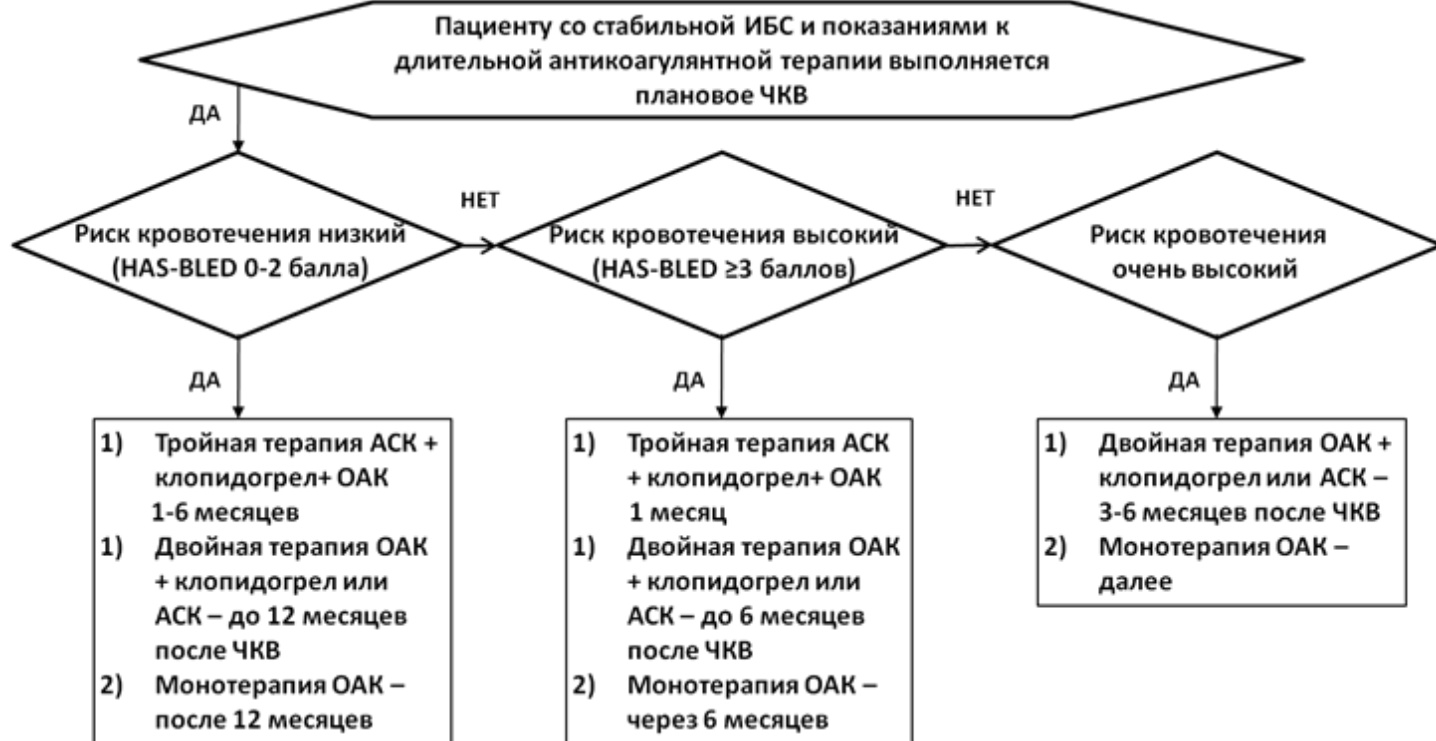 Пациенту со стабильной ИБС и показаниями к
длительной антикоагулянтной терапии выполняется
плановое ЧКВ
ДА
НЕТ
НЕТ
Риск кровотечения низкий
(HAS-BLED 0-2 балла)
Риск кровотечения высокий
(HAS-BLED ≥3 баллов)
Риск кровотечения
очень высокий
ДА
ДА
ДА
1) Тройная терапия АСК +
клопидогрел+ ОАК
1-6 месяцев
1) Двойная терапия ОАК
+ клопидогрел или
АСК – до 12 месяцев
после ЧКВ
2) Монотерапия ОАК –
после 12 месяцев
1) Тройная терапия АСК
+ клопидогрел+ ОАК
1 месяц
1) Двойная терапия ОАК
+ клопидогрел или
АСК – до 6 месяцев
после ЧКВ
2) Монотерапия ОАК –
через 6 месяцев
1) Двойная терапия ОАК +
клопидогрел или АСК –
3-6 месяцев после ЧКВ
2) Монотерапия ОАК –
далее